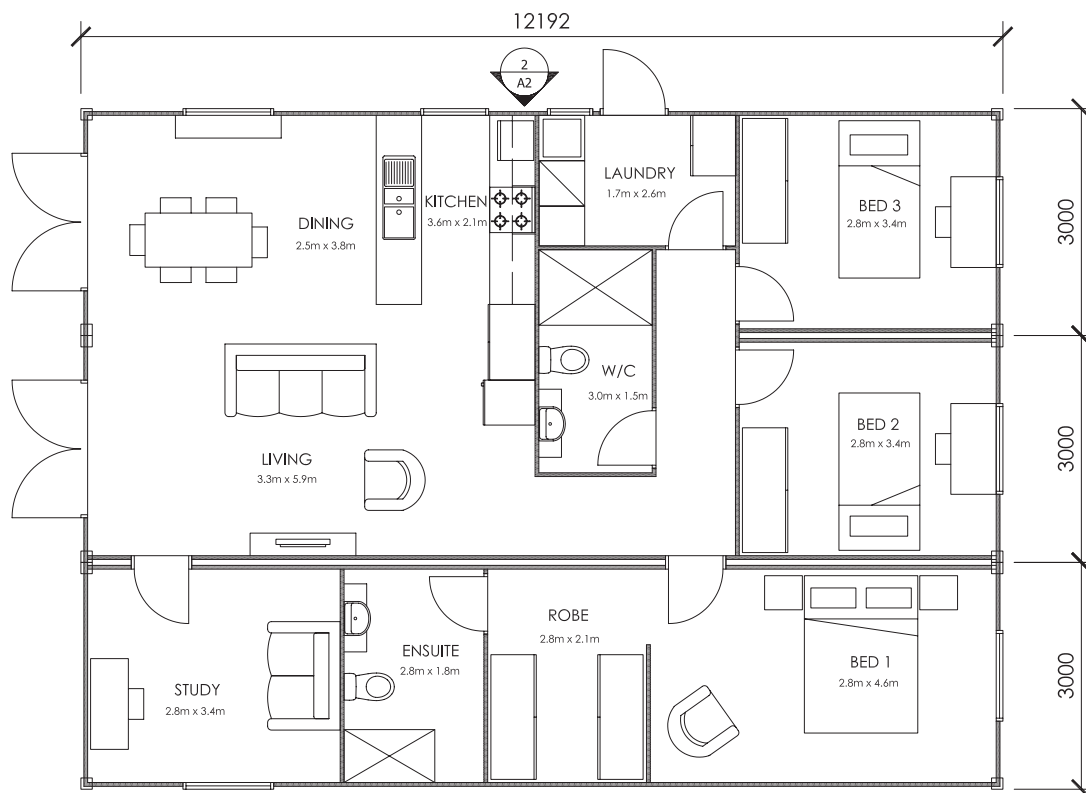 12192
2
A2
LAUNDRY
1.7m x 2.6m
KITCHEN
3.6m x 2.1m
DINING
2.5m x 3.8m
BED 3
2.8m x 3.4m
3000
W/C
3.0m x 1.5m
BED 2
2.8m x 3.4m
3000
LIVING
3.3m x 5.9m
ROBE
2.8m x 2.1m
ENSUITE
2.8m x 1.8m
BED 1
2.8m x 4.6m
3000
STUDY
2.8m x 3.4m